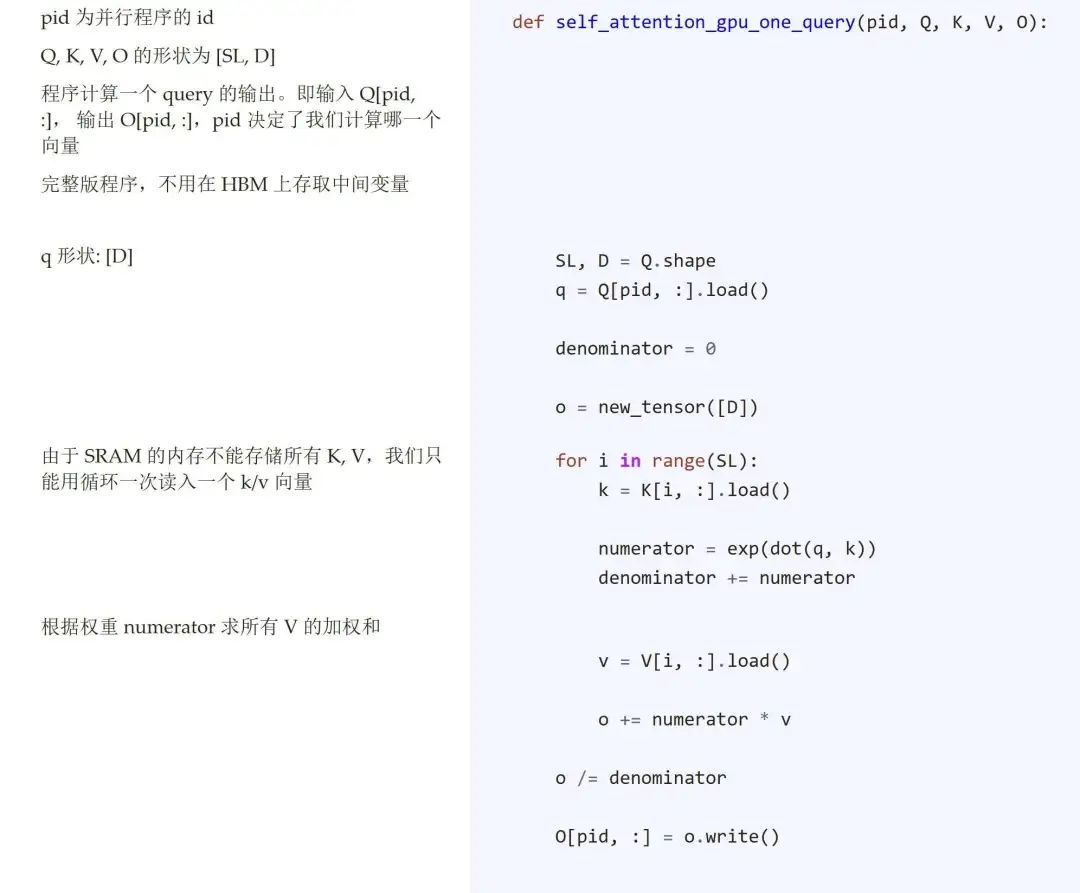 pid 为并行程序的 id
def self_attention_gpu_one_query(pid, Q, K, V, O):
Q, K, V, O 的形状为 [SL, D]
程序计算一个 query 的输出。即输入 Q[pid,
:]， 输出 O[pid, :]，pid 决定了我们计算哪一个
向量
完整版程序，不用在 HBM 上存取中间变量
q 形状: [D]
SL, D = Q.shape
q = Q[pid, :].load()
denominator = 0
o = new_tensor([D])
由于 SRAM 的内存不能存储所有 K, V，我们只
能用循环一次读入一个 k/v 向量
for i in range(SL):
k = K[i, :].load()
numerator = exp(dot(q, k))
denominator += numerator
根据权重 numerator 求所有 V 的加权和
v = V[i, :].load()
o += numerator * v
o /= denominator
O[pid, :] = o.write()